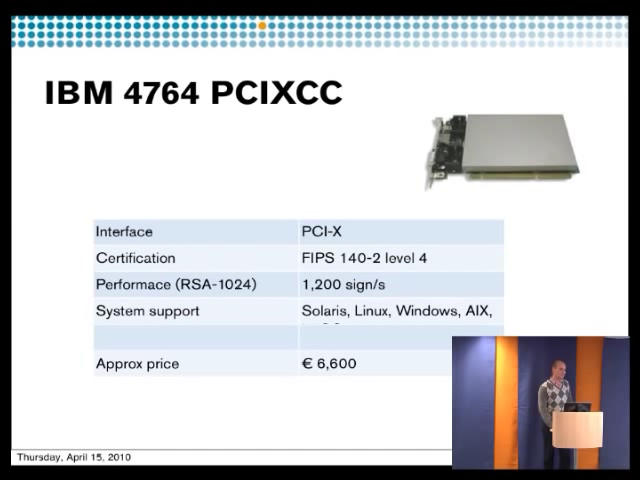 IBM 4764 PCIXCC
Interface PCI-X
Certification FIPS 140-2 level 4
Performace (RSA-1024) 1,200 sign/s
System support Solaris, Linux, Windows, AIX,
Approx price € 6,600
Thursday, April 15, 2010